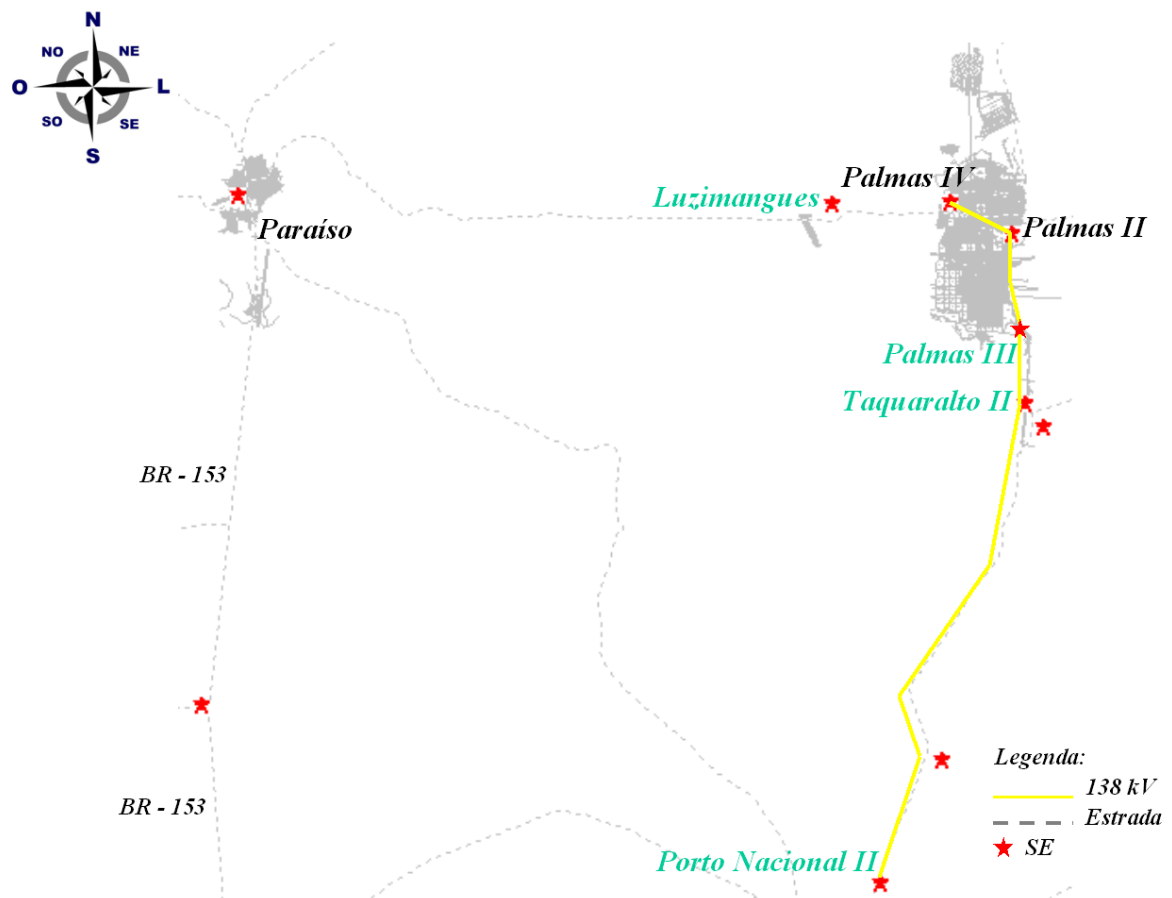 N
NO
NE
O
L
SO
SE
S
Palmas IV
Luzimangues
Paraíso
Palmas II
Palmas III
Taquaralto II
BR - 153
Legenda:
138 kV
BR - 153
Estrada
SE
Porto Nacional II